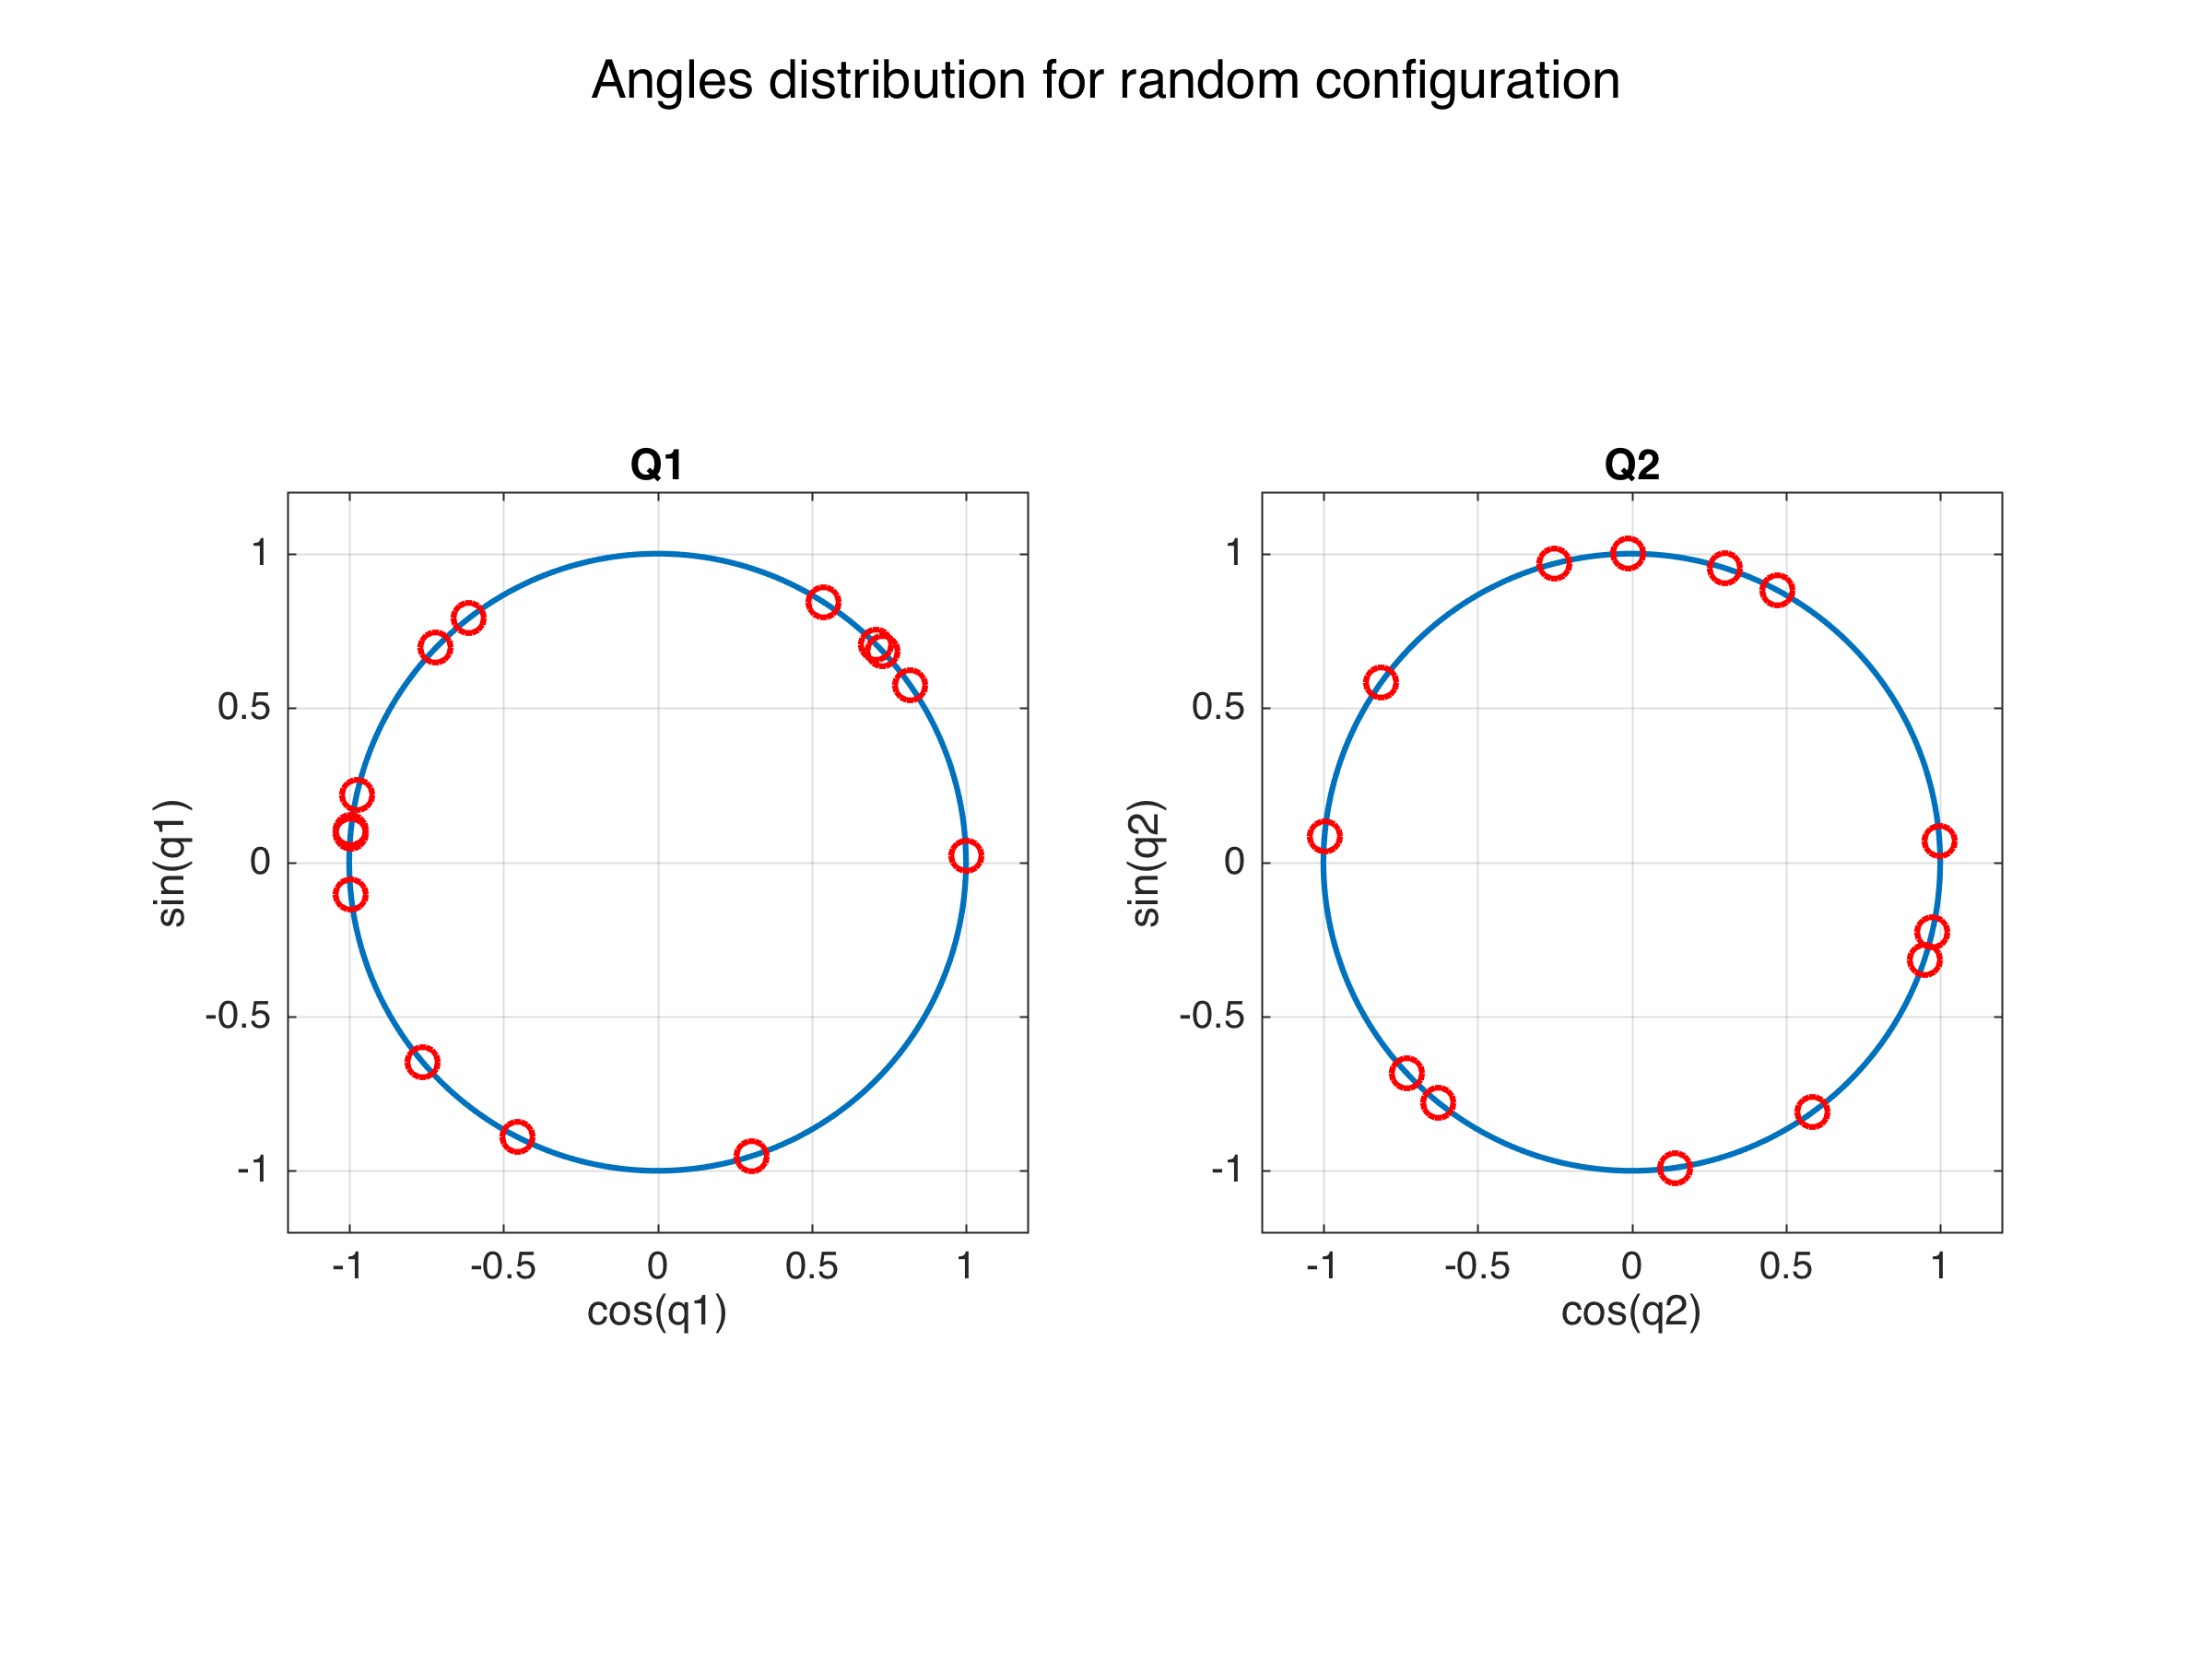 Angles distribution for random configuration
Q1
1
0.5
0
-0.5
-1
sin(q1)
-1 -0.5 0 0.5 1
cos(q1)
Q2
1
0.5
0
-0.5
-1
sin(q2)
-1 -0.5 0 0.5 1
cos(q2)